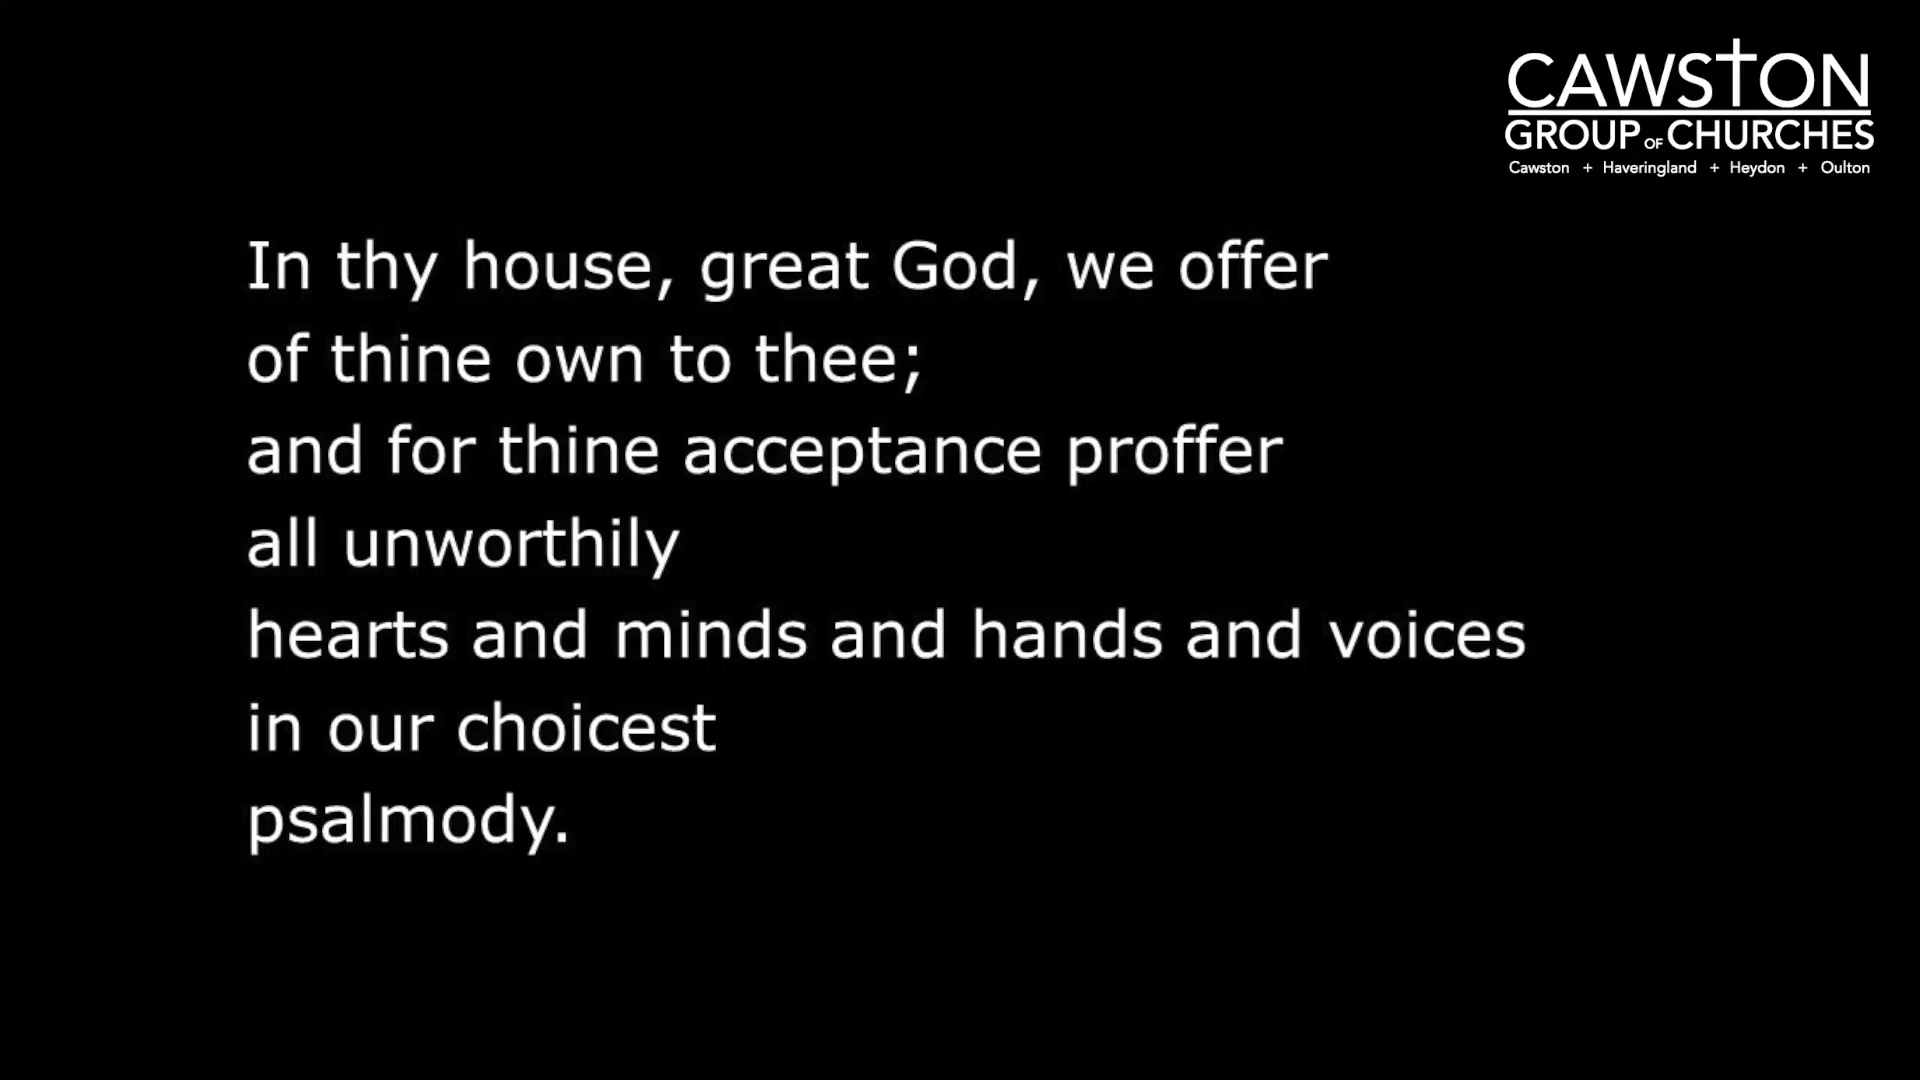 CAWSTON
GROUP OF CHURCHES
Cawston + Haveringland + Heydon + Oulton
In thy house, great God, we offer
of thine own to thee;
and for thine acceptance proffer
all unworthily
hearts and minds and hands and voices
in our choicest
psalmody.